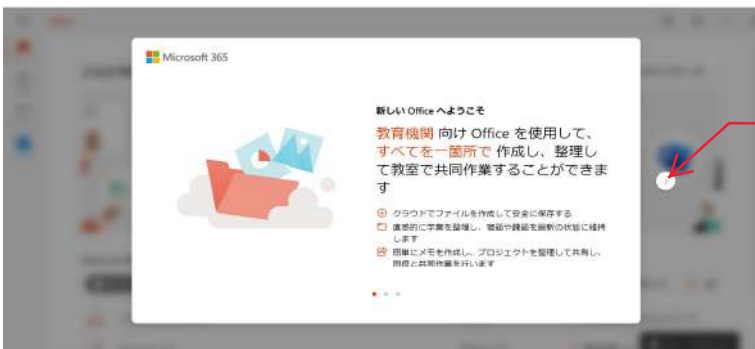 Microsoft 365
新しい Office へようこそ
教育機関 向け Office を使用して、
すべてを一箇所で 作成し、整理し
て教室で共同作業することができま
す
クラウドでファイルを作成して安全に保存する
直感的に学業を整理し、宿題や課題を最新の状態に維持
します
簡単にメモを作成し、プロジェクトを整理して共有し、
同僚と共同作業を行います